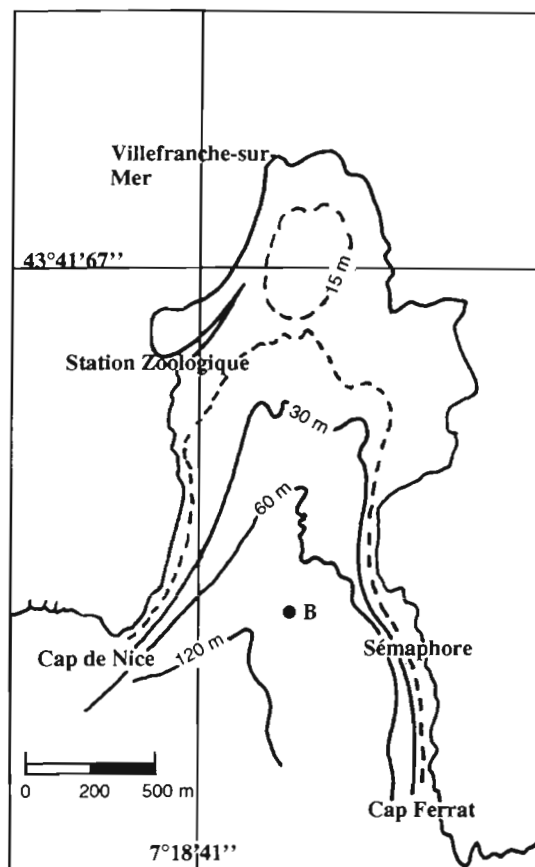 Villefranche-sur-
Mer
43°41'67''
15 m
Station Zoologique
30 m
60 m
B
Cap de Nice
120 m
Sémaphore
0 200 500 m
Cap Ferrat
7°18'41''